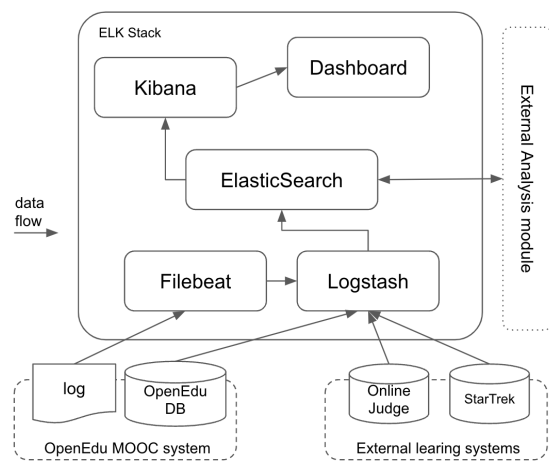 ELK Stack
Dashboard
Kibana
External Analysis module
ElasticSearch
data
flow
Filebeat
Logstash
log
OpenEdu
DB
Online
Judge
StarTrek
OpenEdu MOOC system
External learing systems